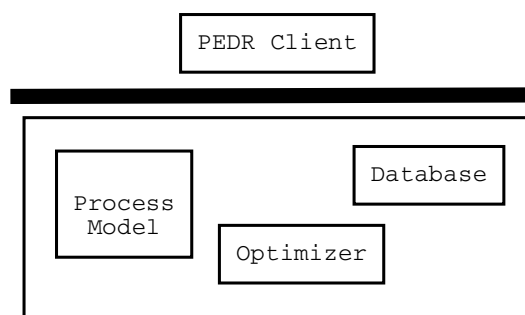 PEDR Client
Database
Process
Model
Optimizer